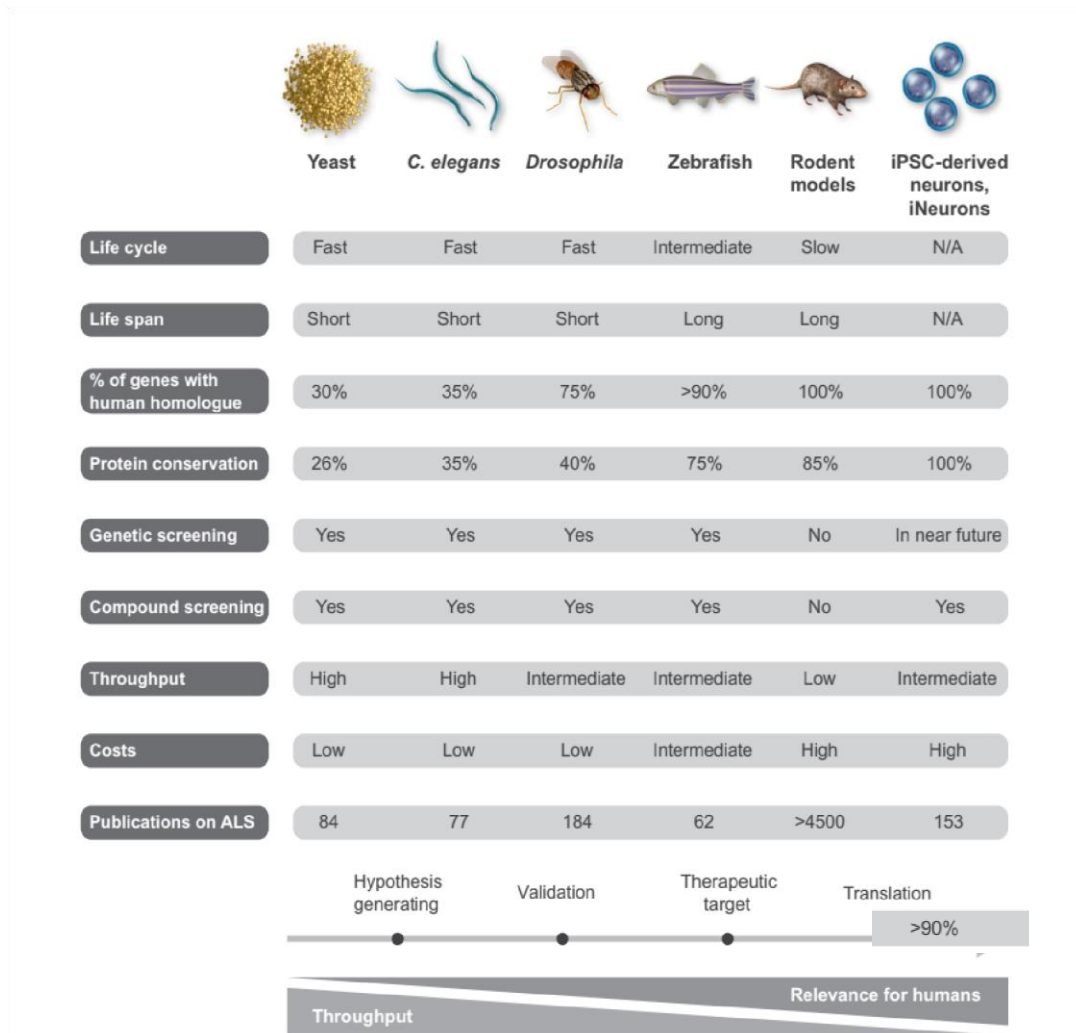 Yeast C. elegans Drosophila Zebrafish Rodent models iPSC-derived neurons, iNeurons
Life cycle Fast Fast Fast Intermediate Slow N/A
Life span Short Short Short Long Long N/A
% of genes with human homologue 30% 35% 75% >90% 100% 100%
Protein conservation 26% 35% 40% 75% 85% 100%
Genetic screening Yes Yes Yes Yes No In near future
Compound screening Yes Yes Yes Yes No Yes
Throughput High High Intermediate Intermediate Low Intermediate
Costs Low Low Low Intermediate High High
Publications on ALS 84 77 184 62 >4500 153
Hypothesis generating Validation Therapeutic target Translation
>90%
Relevance for humans
Throughput